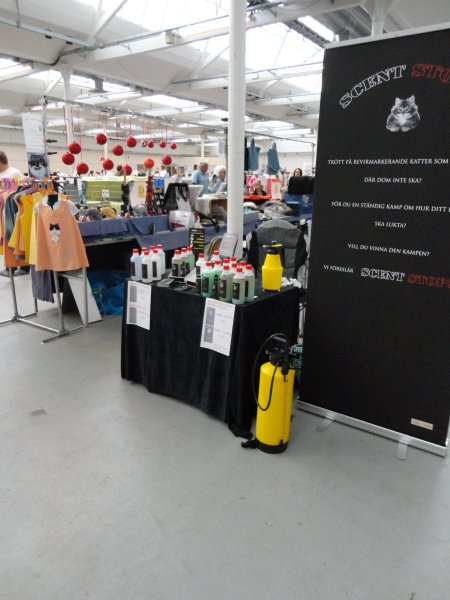 SCENT STOP
TRÖTT PÅ REVIRMARKERANDE KATTER SOM
DÄR DOM INTE SKA?
FÖR DU EN STÄNDIG KAMP OM HUR DITT
SKA LUKTA?
VILL DU VINNA DEN KAMPEN?
VI FÖRESLÅR SCENT STOP